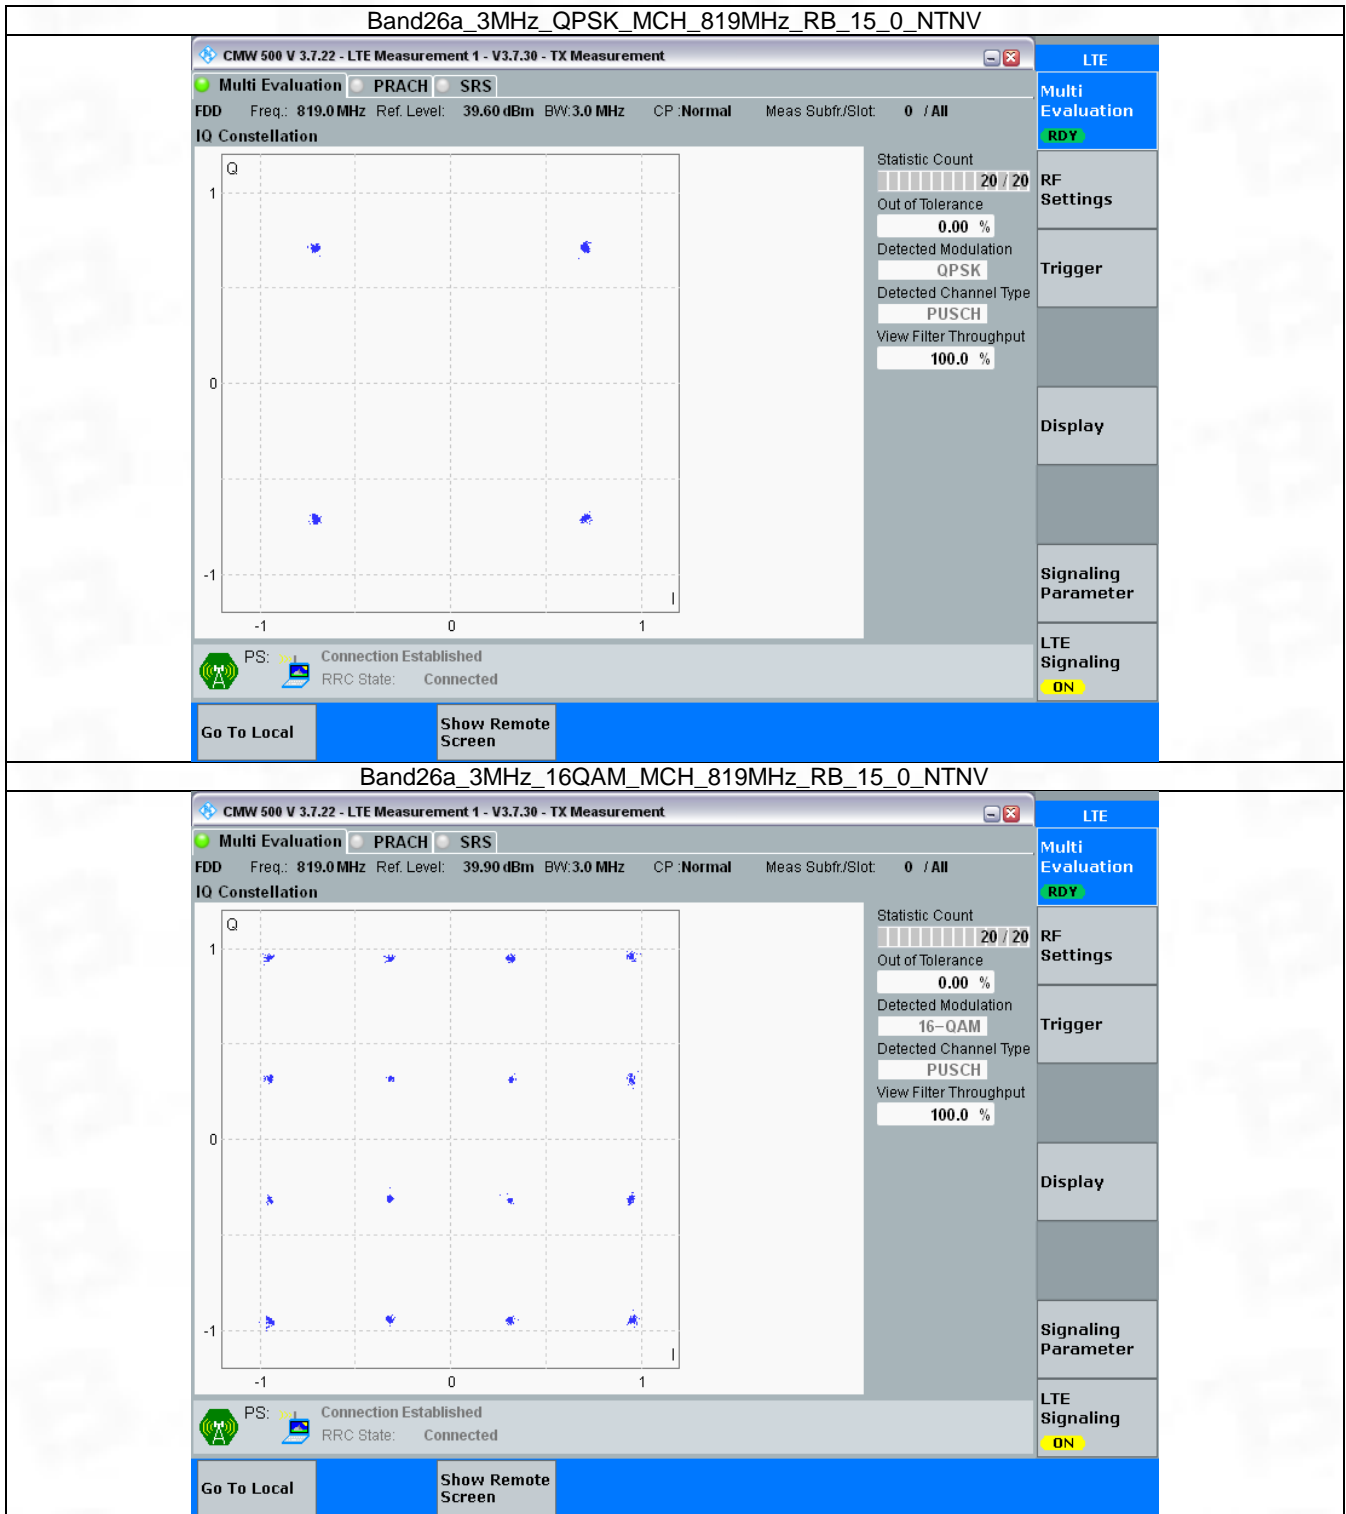 Band26a_3MHz_QPSK_MCH_819MHz_RB_15_0_NTNV
CMW 500 V 3.7.22 - LTE Measurement 1 - V3.7.30 - TX Measurement
LTE
Multi Evaluation PRACH SRS
Multi
Evaluation
RDY
FDD Freq.: 819.0 MHz Ref. Level: 39.60 dBm BW: 3.0 MHz CP : Normal Meas Subfr./Slot: 0 / All
IQ Constellation
Q
1
0
-1
I
-1 0 1
Statistic Count
20 / 20
Out of Tolerance
0.00 %
Detected Modulation
QPSK
Detected Channel Type
PUSCH
View Filter Throughput
100.0 %
RF
Settings
Trigger
Display
Signaling
Parameter
LTE
Signaling
ON
PS: Connection Established
RRC State: Connected
Go To Local
Show Remote
Screen
Band26a_3MHz_16QAM_MCH_819MHz_RB_15_0_NTNV
CMW 500 V 3.7.22 - LTE Measurement 1 - V3.7.30 - TX Measurement
LTE
Multi Evaluation PRACH SRS
Multi
Evaluation
RDY
FDD Freq.: 819.0 MHz Ref. Level: 39.90 dBm BW: 3.0 MHz CP : Normal Meas Subfr./Slot: 0 / All
IQ Constellation
Q
1
0
-1
I
-1 0 1
Statistic Count
20 / 20
Out of Tolerance
0.00 %
Detected Modulation
16-QAM
Detected Channel Type
PUSCH
View Filter Throughput
100.0 %
RF
Settings
Trigger
Display
Signaling
Parameter
LTE
Signaling
ON
PS: Connection Established
RRC State: Connected
Go To Local
Show Remote
Screen